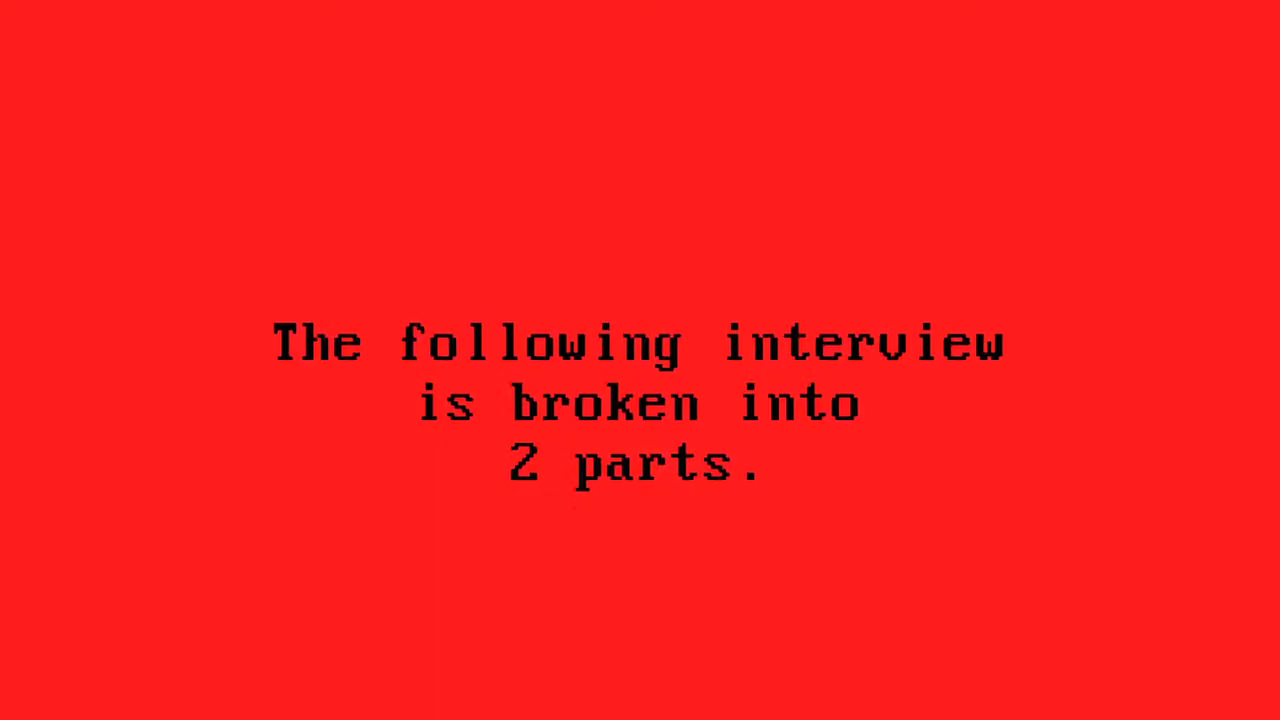 The following interview
is broken into
2 parts.